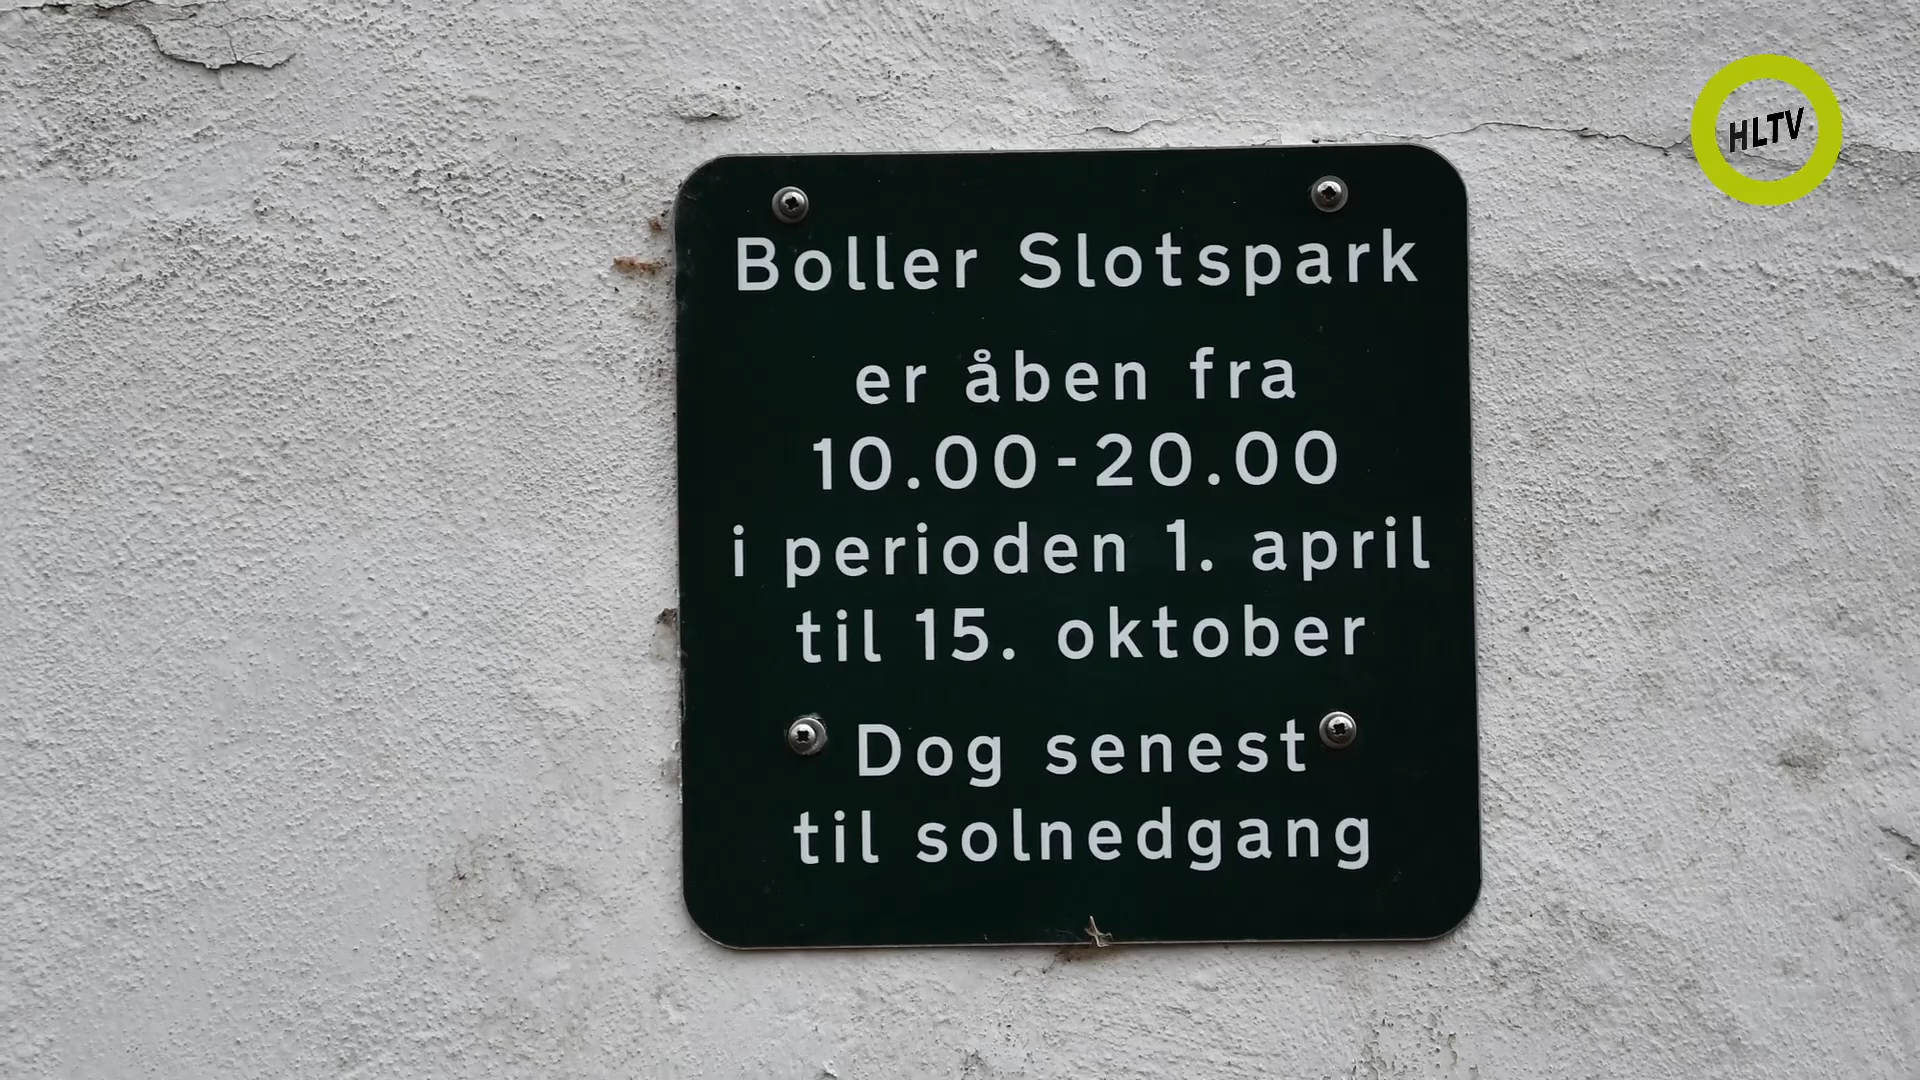 HLTV
Boller Slotspark
er åben fra
10.00-20.00
i perioden 1. april
til 15. oktober
Dog senest
til solnedgang